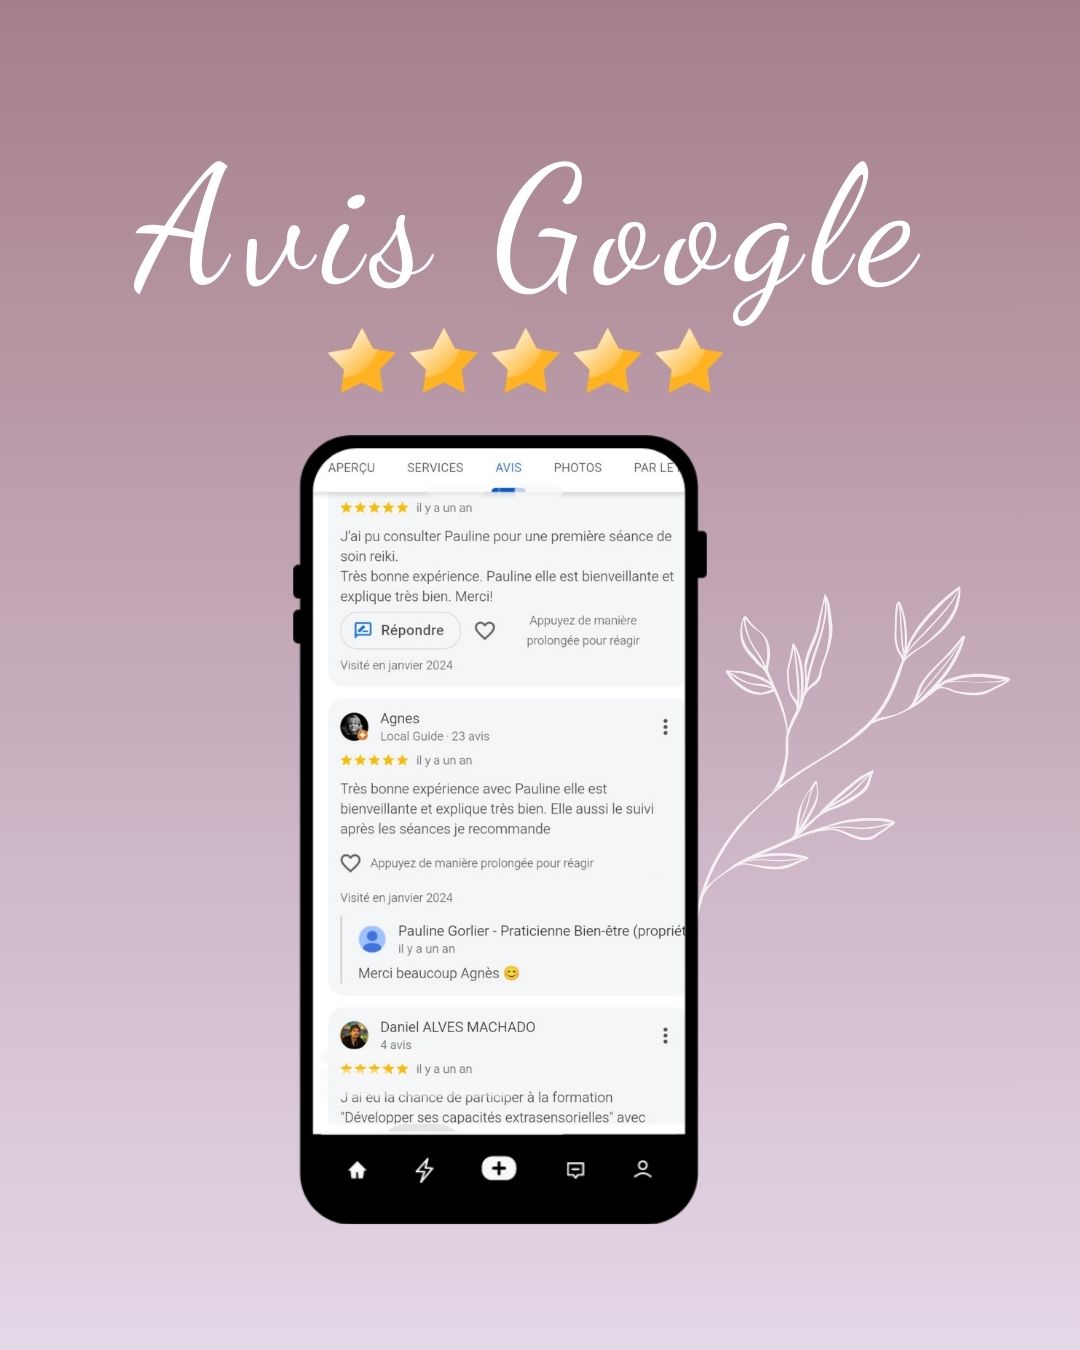 Avis Google
APERÇU SERVICES AVIS PHOTOS PAR LE
il y a un an
J'ai pu consulter Pauline pour une première séance de
soin reiki.
Très bonne expérience. Pauline elle est bienveillante et
explique très bien. Merci!
Répondre
Appuyez de manière
prolongée pour réagir
Visité en janvier 2024
Agnes
Local Guide · 23 avis
il y a un an
Très bonne expérience avec Pauline elle est
bienveillante et explique très bien. Elle aussi le suivi
après les séances je recommande
Appuyez de manière prolongée pour réagir
Visité en janvier 2024
Pauline Gorlier - Praticienne Bien-être (propriét
il y a un an
Merci beaucoup Agnès 😊
Daniel ALVES MACHADO
4 avis
il y a un an
J'ai eu la chance de participer à la formation
"Développer ses capacités extrasensorielles" avec